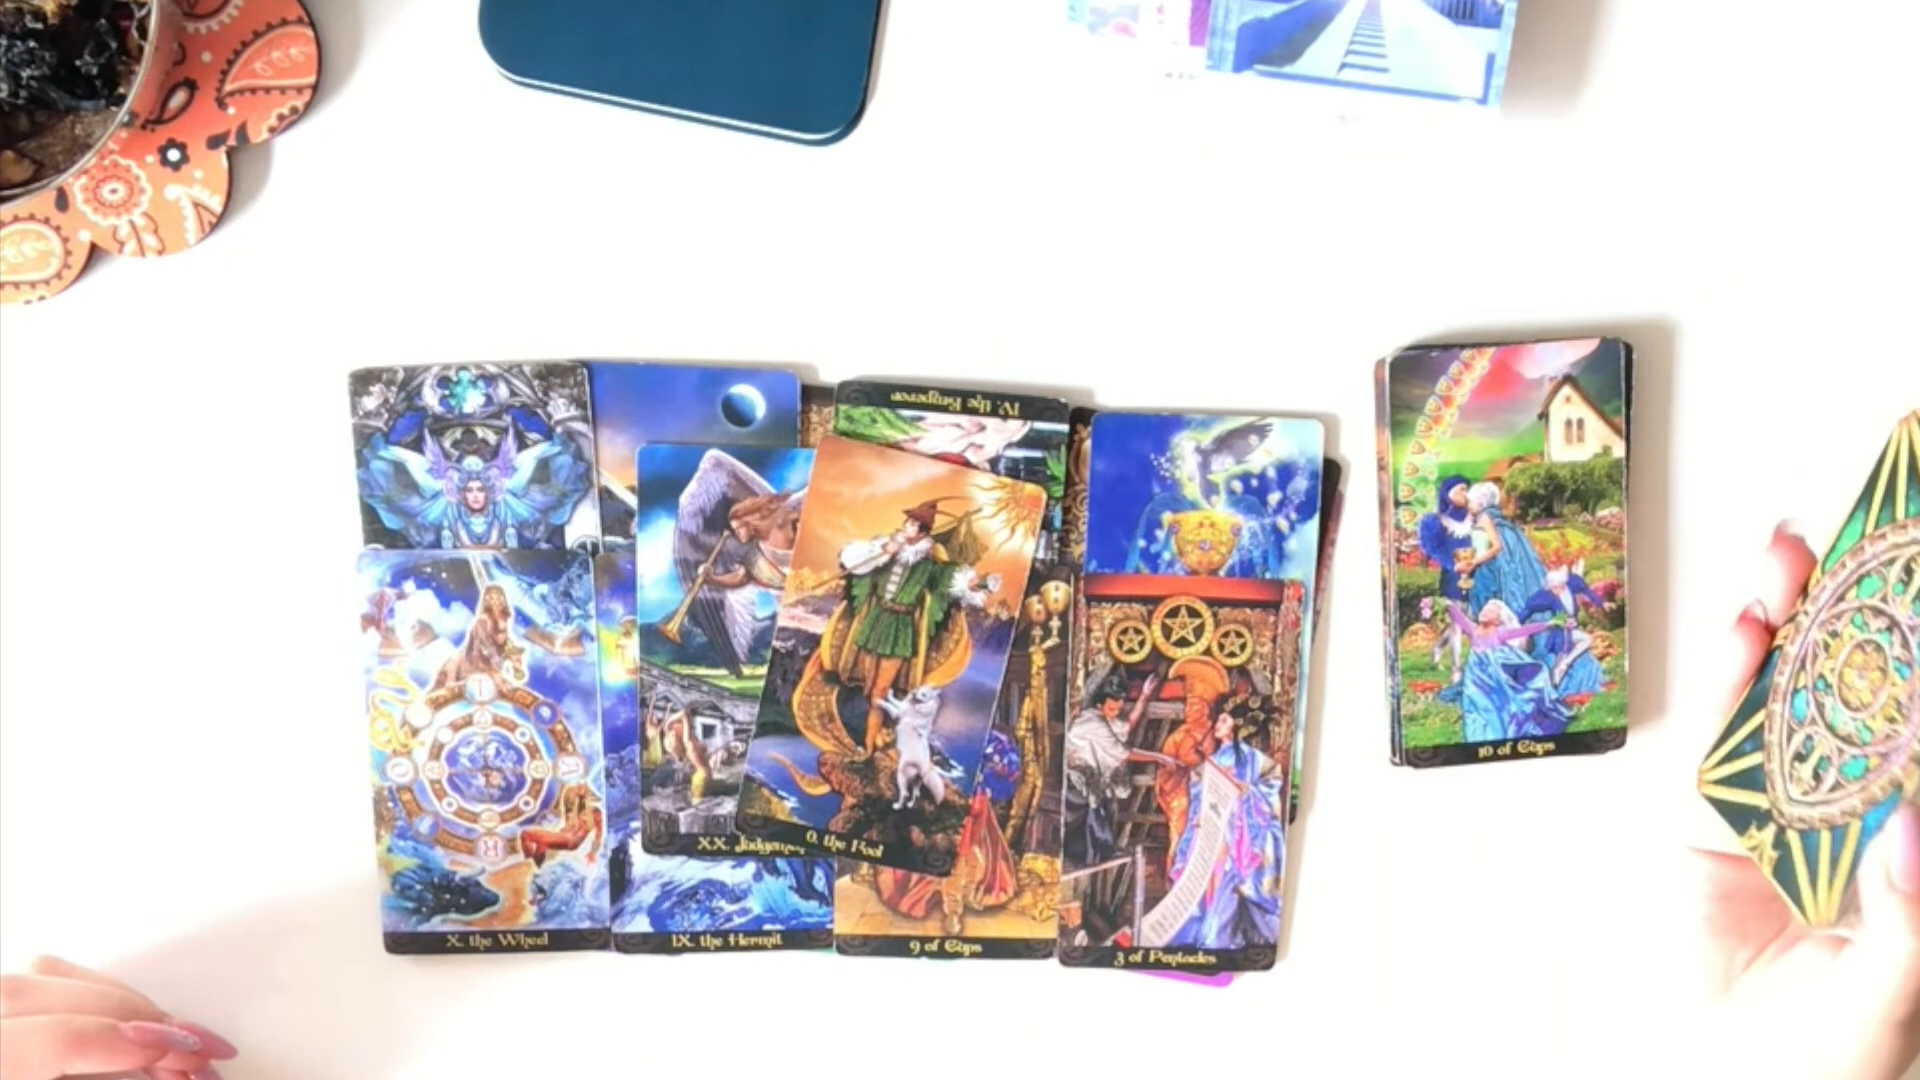 IV. the Emperor
XX. Judgement
0. the Fool
X. the Wheel
IX. the Hermit
9 of Cups
3 of Pentacles
10 of Cups